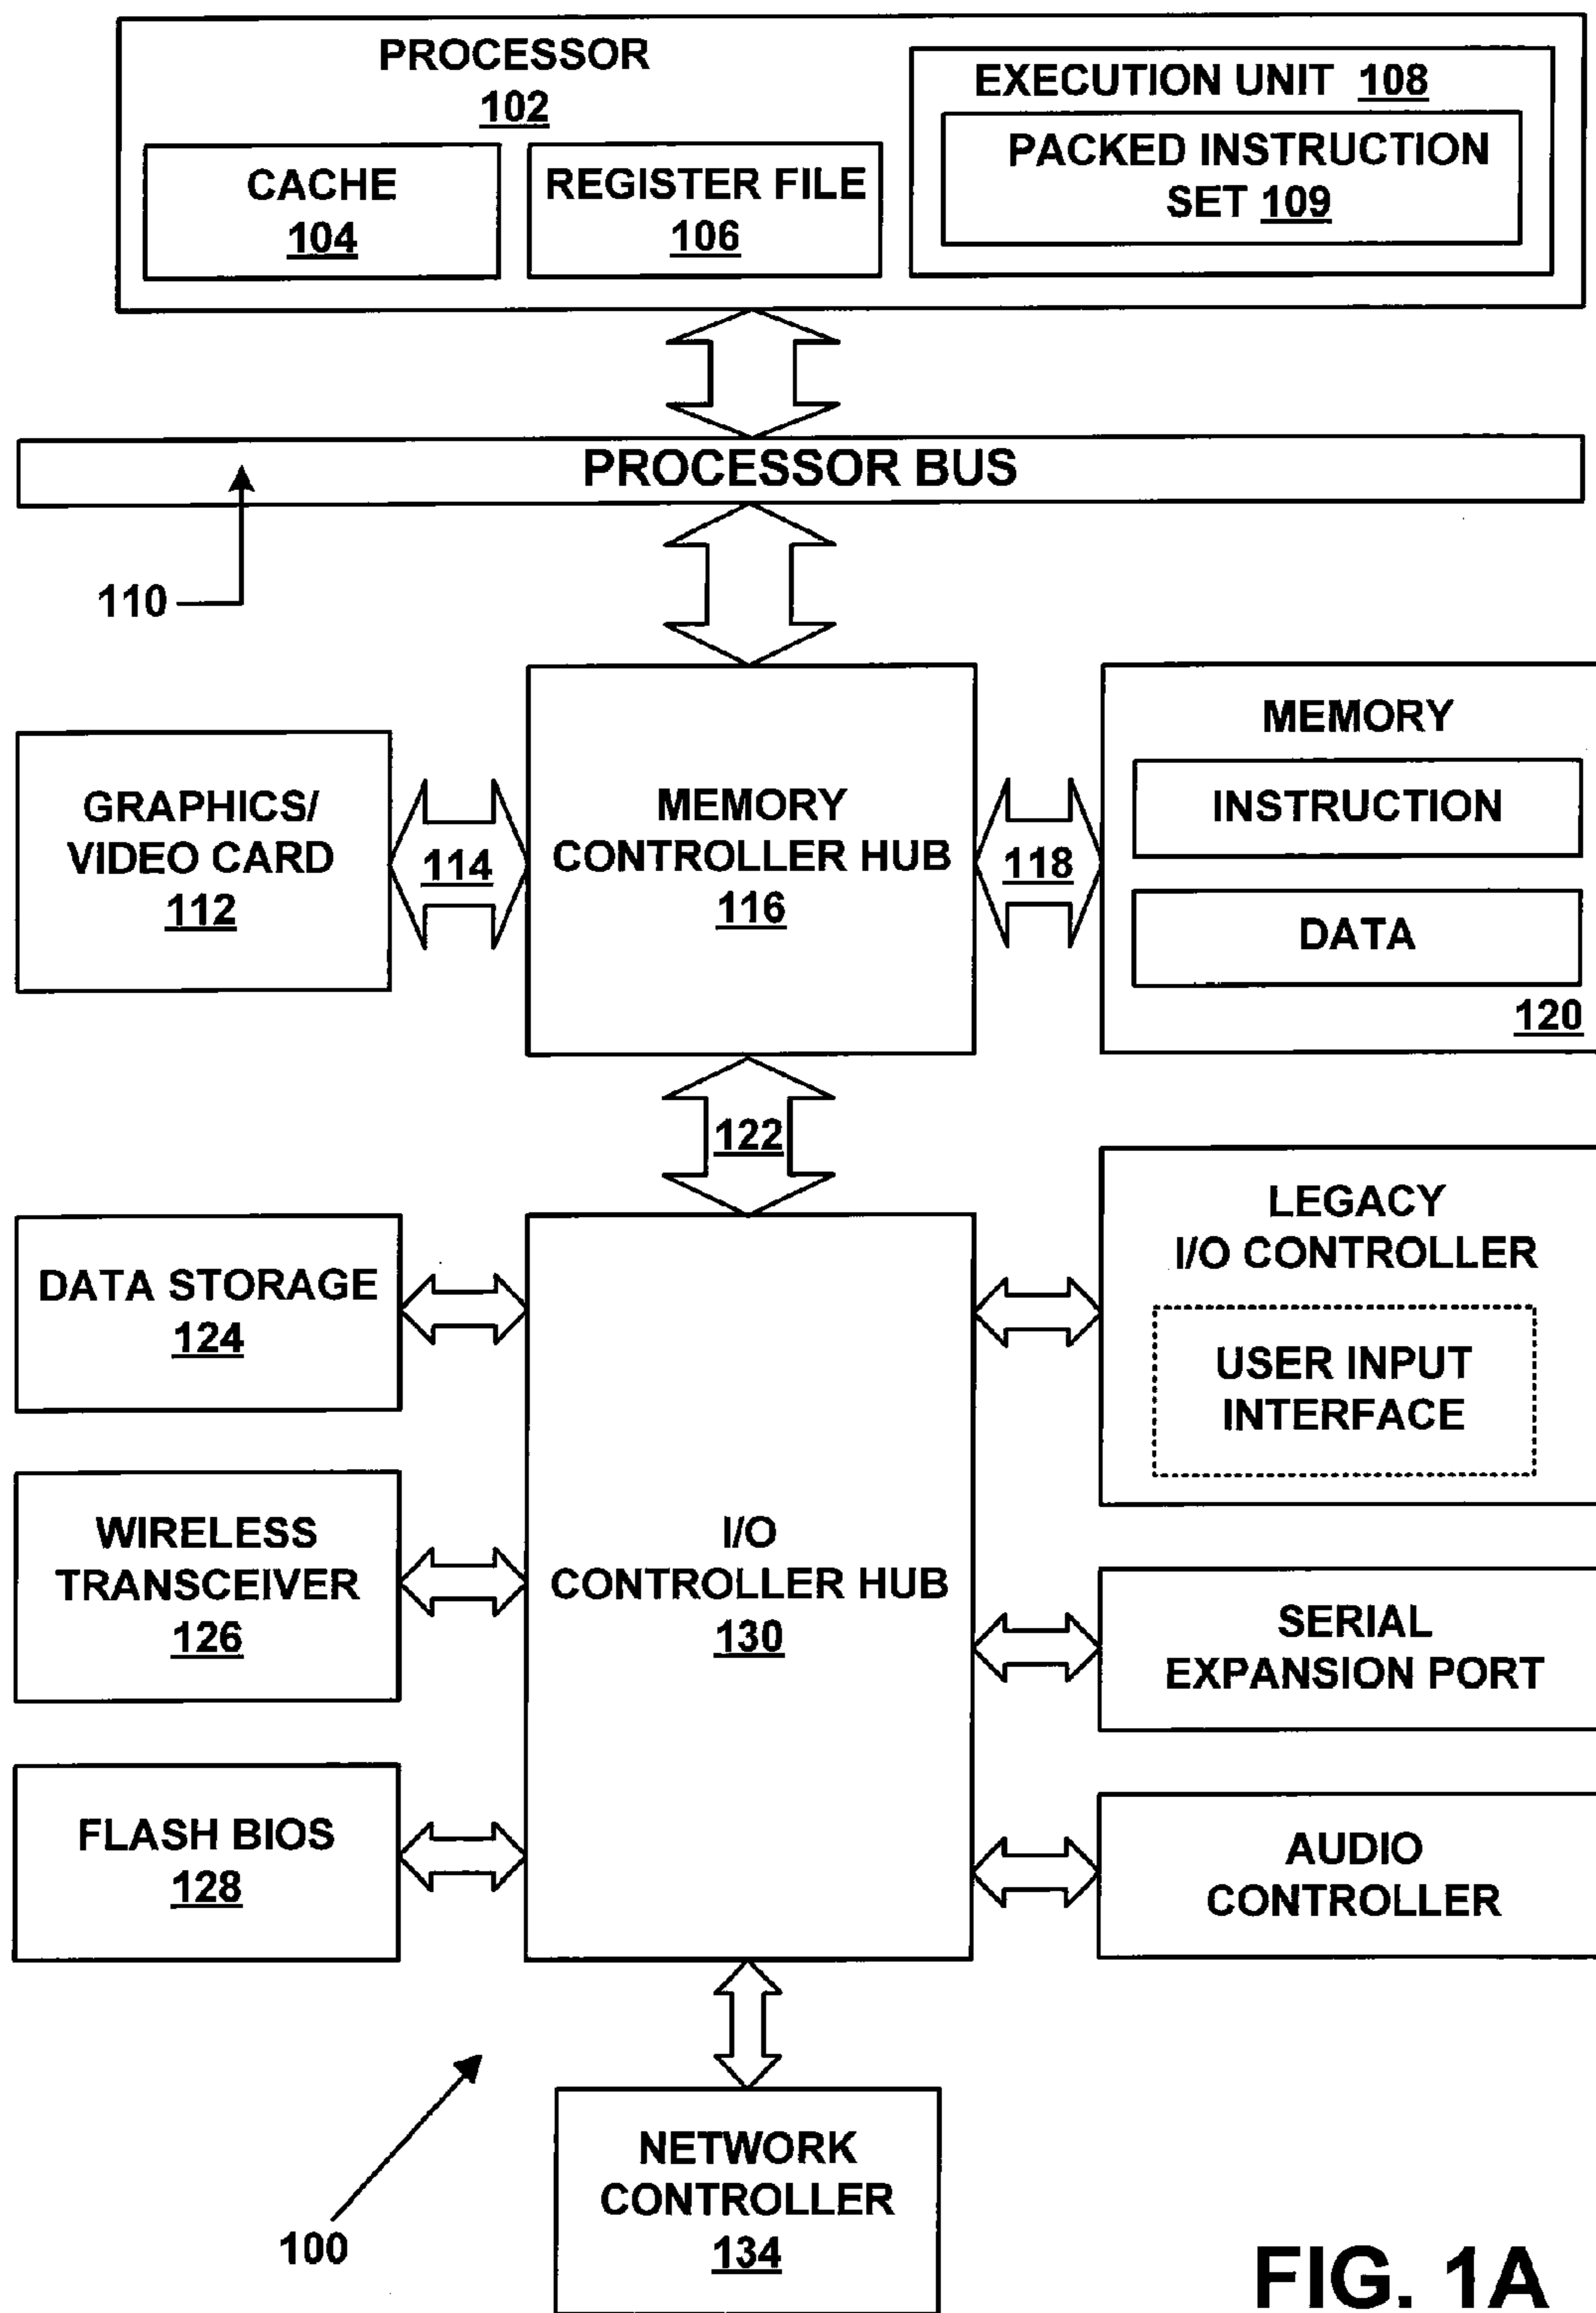 PROCESSOR
102
CACHE
104
REGISTER FILE
106
EXECUTION UNIT 108
PACKED INSTRUCTION
SET 109
PROCESSOR BUS
110
GRAPHICS/
VIDEO CARD
112
114
MEMORY
CONTROLLER HUB
116
118
MEMORY
INSTRUCTION
DATA
120
122
DATA STORAGE
124
WIRELESS
TRANSCEIVER
126
FLASH BIOS
128
I/O
CONTROLLER HUB
130
LEGACY
I/O CONTROLLER
USER INPUT
INTERFACE
SERIAL
EXPANSION PORT
AUDIO
CONTROLLER
NETWORK
CONTROLLER
134
100
FIG. 1A